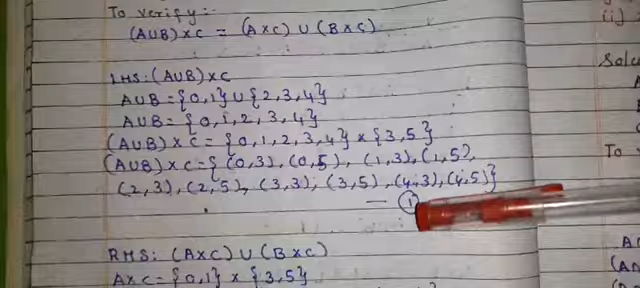 To verify:-
(AUB)×C = (A×C) U (B×C)
LHS: (AUB)×C
AUB = {0,1} U {2,3,4}
AUB = {0,1,2,3,4}
(AUB)×C = {0,1,2,3,4} × {3,5}
(AUB)×C = { (0,3), (0,5), (1,3), (1,5),
(2,3), (2,5), (3,3), (3,5), (4,3), (4,5)}
— ①
RHS: (A×C) U (B×C)
A×C = {0,1} × {3,5}
ii)
To